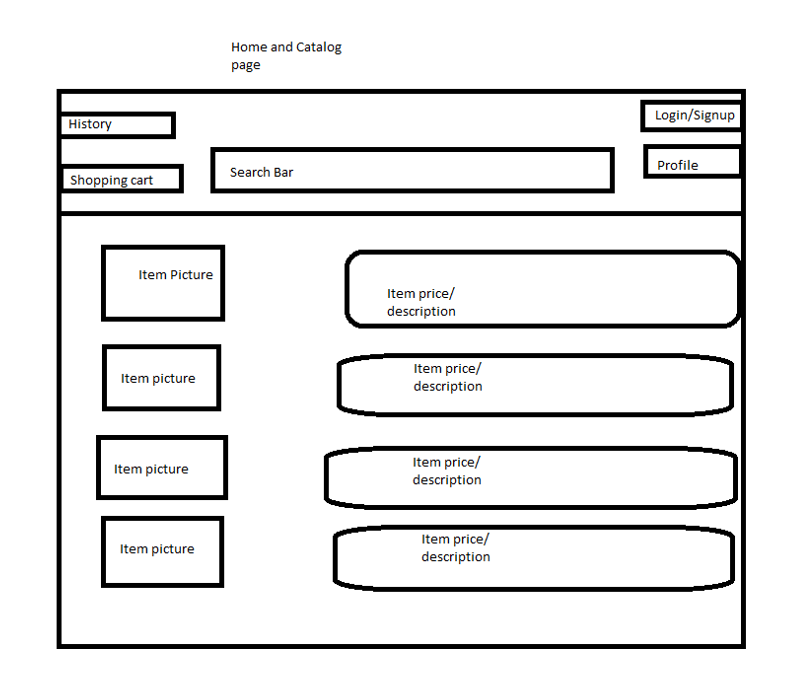 Home and Catalog
page
History
Login/Signup
Shopping cart
Search Bar
Profile
Item Picture
Item price/
description
Item picture
Item price/
description
Item picture
Item price/
description
Item picture
Item price/
description